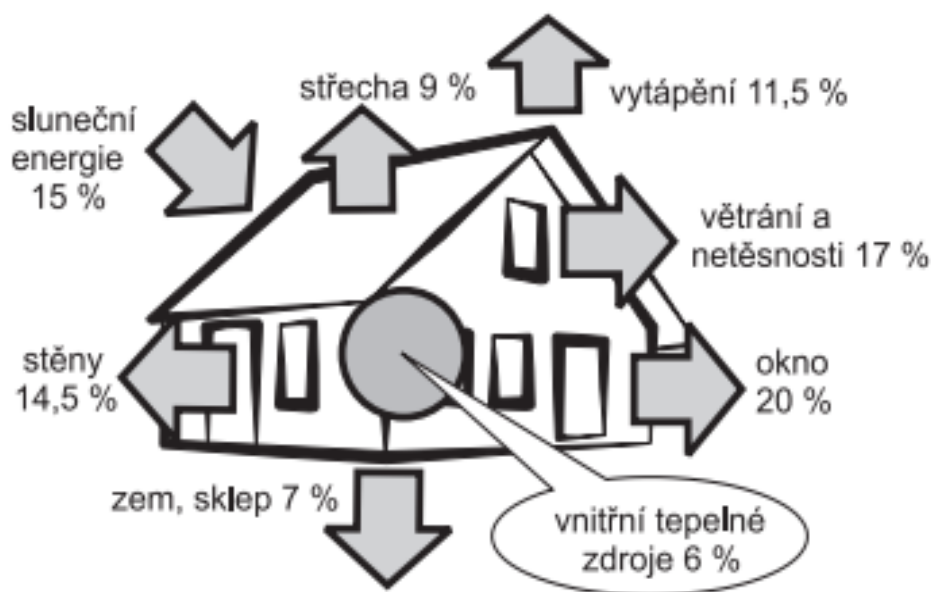 střecha 9 %
vytápění 11,5 %
sluneční
energie
15 %
větrání a
netěsnosti 17 %
stěny
14,5 %
okno
20 %
zem, sklep 7 %
vnitřní tepelné
zdroje 6 %